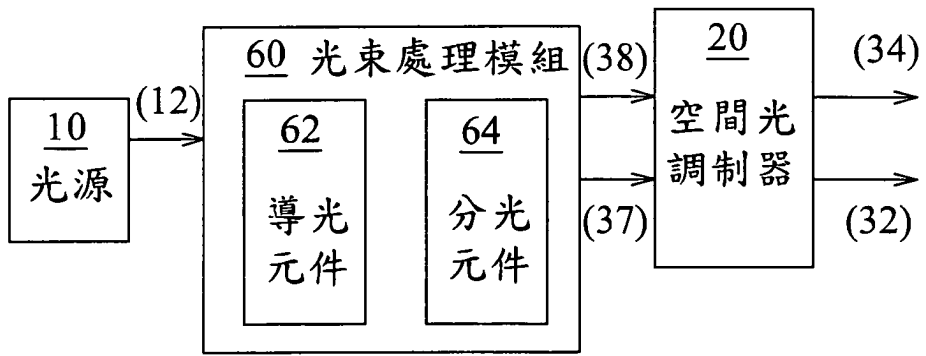 10
光源
(12)
60 光束處理模組
62
導光
元件
64
分光
元件
(38)
(37)
20
空間光
調制器
(34)
(32)